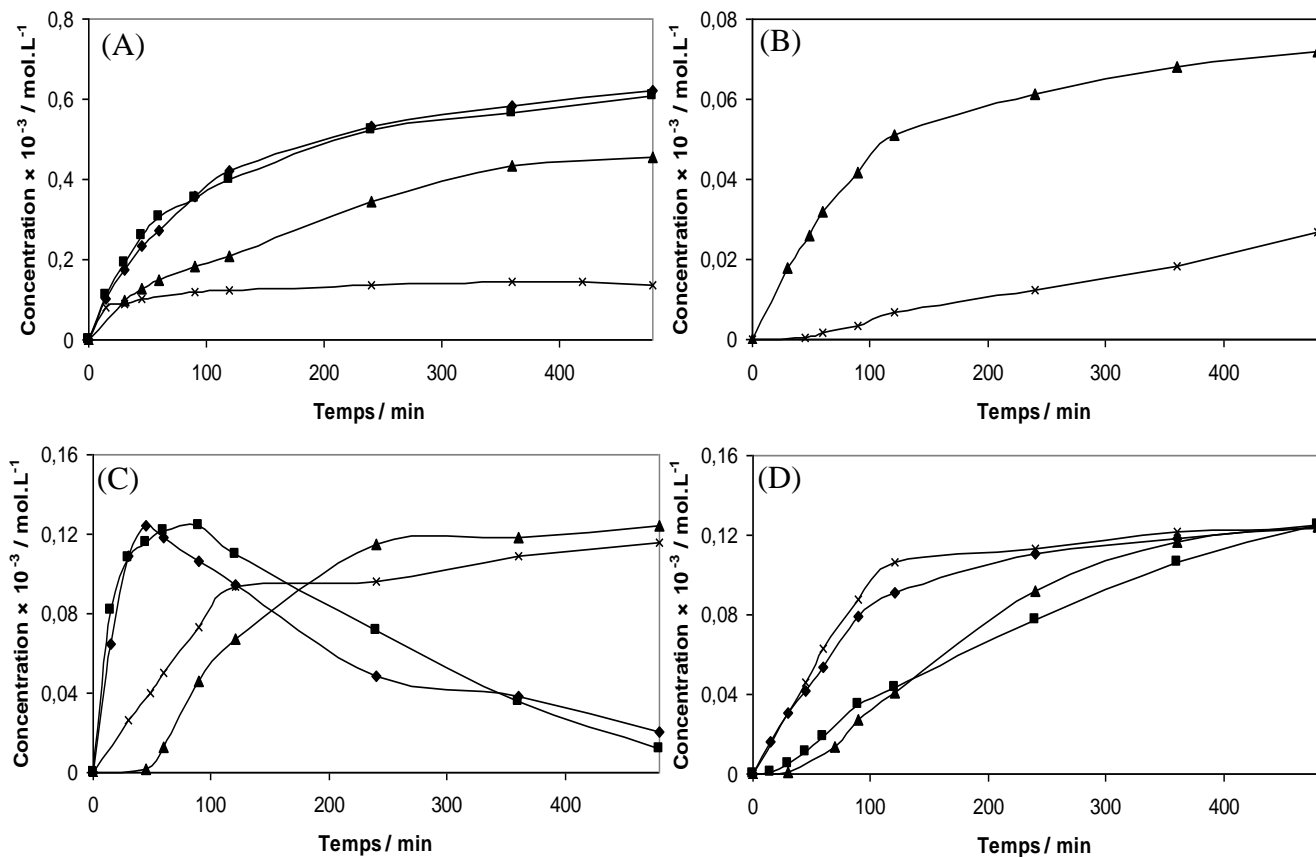 (A)
Concentration × 10⁻³ / mol.L⁻¹
0,8
0,6
0,4
0,2
0
0 100 200 300 400
Temps / min
(B)
Concentration × 10⁻³ / mol.L⁻¹
0,08
0,06
0,04
0,02
0
0 100 200 300 400
Temps / min
(C)
Concentration × 10⁻³ / mol.L⁻¹
0,16
0,12
0,08
0,04
0
0 100 200 300 400
Temps / min
(D)
Concentration × 10⁻³ / mol.L⁻¹
0,16
0,12
0,08
0,04
0
0 100 200 300 400
Temps / min